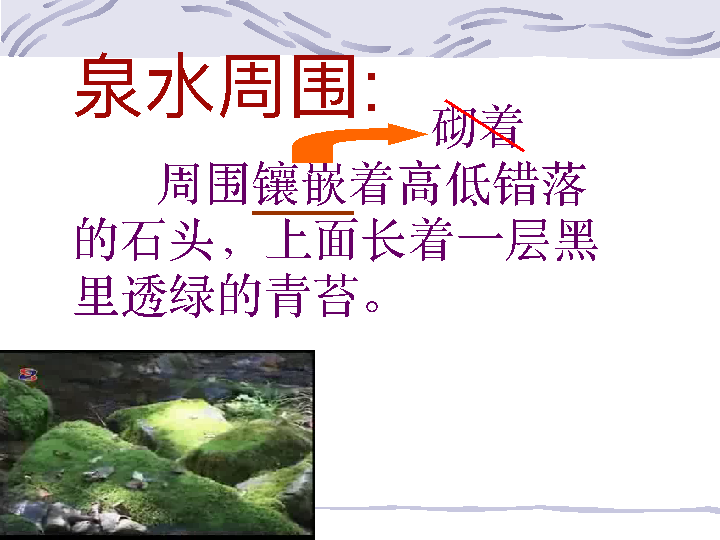 泉水周围:
砌着
周围镶嵌着高低错落
的石头，上面长着一层黑
里透绿的青苔。